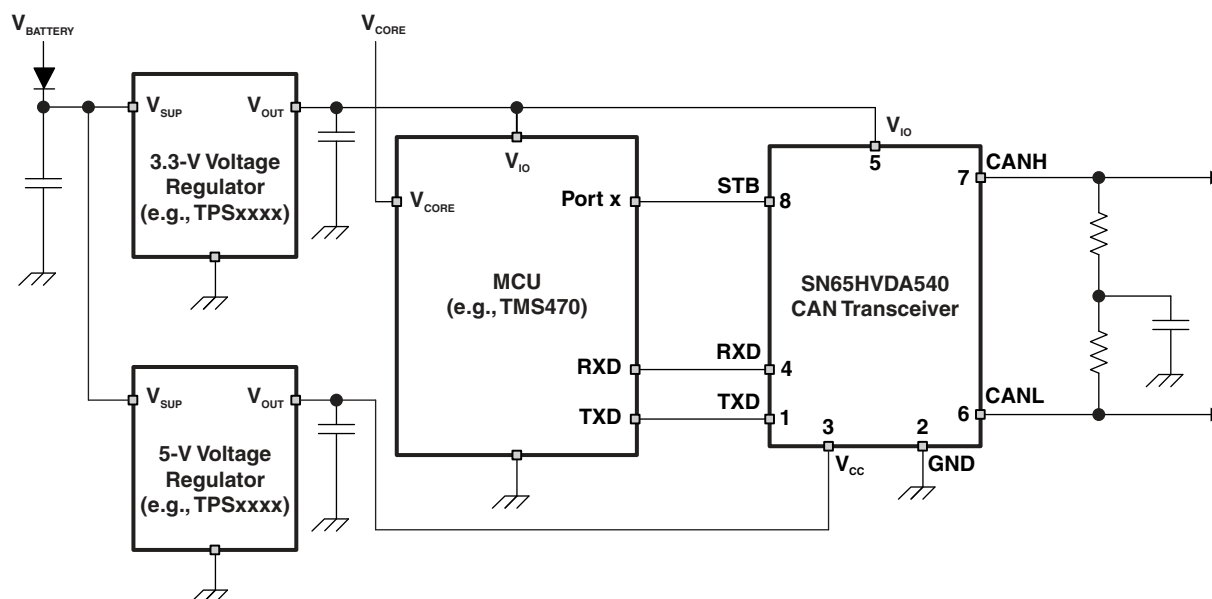 VBATTERY
VCORE
VSUP
VOUT
3.3-V Voltage
Regulator
(e.g., TPSxxxx)
VIO
VCORE
Port x
MCU
(e.g., TMS470)
RXD
TXD
STB
RXD
TXD
VIO
5
8
4
1
7
6
3
2
SN65HVDA540
CAN Transceiver
CANH
CANL
VCC
GND
VSUP
VOUT
5-V Voltage
Regulator
(e.g., TPSxxxx)